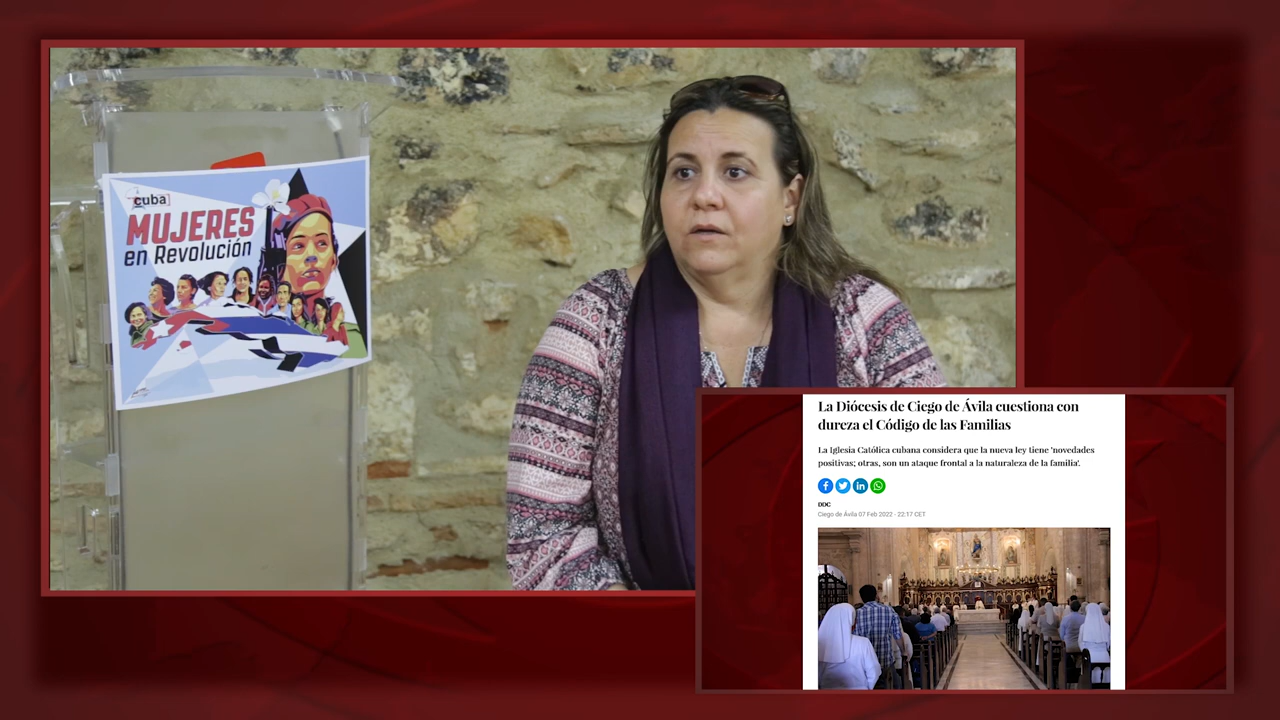 cuba
MUJERES
en Revolución
La Diócesis de Ciego de Ávila cuestiona con
dureza el Código de las Familias
La Iglesia Católica cubana considera que la nueva ley tiene 'novedades
positivas; otras, son un ataque frontal a la naturaleza de la familia'.
DDC
Ciego de Ávila 07 Feb 2022 - 22:17 CET